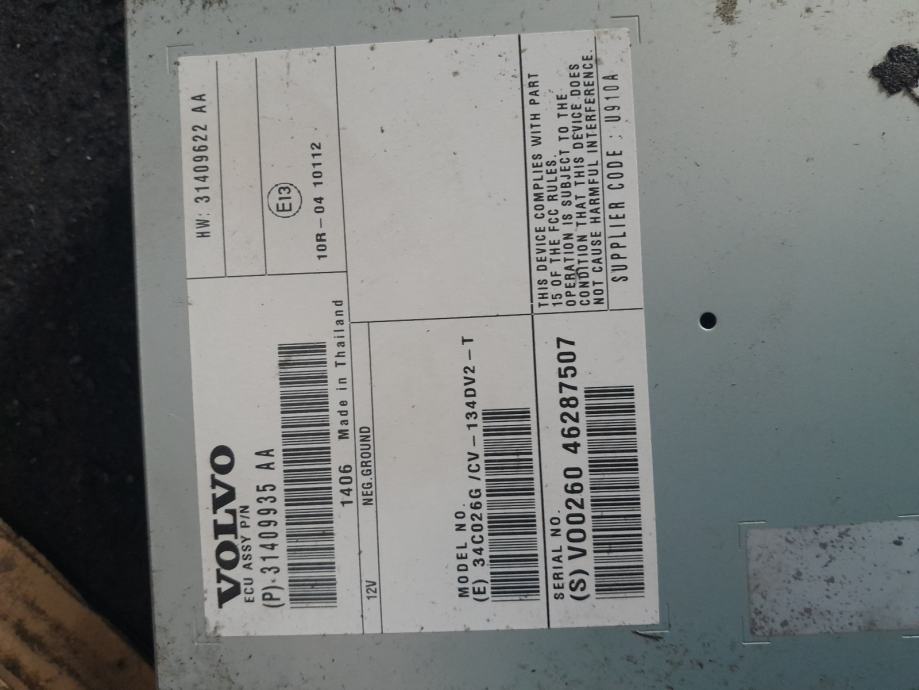 VOLVO
ECU ASSY P/N
(P)·31409935 AA
HW: 31409622 AA
E13
10R-04 10112
1406 Made in Thailand
12V NEG.GROUND
MODEL NO.
(E) 34C026G /CV-134DV2-T
SERIAL NO.
(S) V00260 46287507
THIS DEVICE COMPLIES WITH PART
15 OF THE FCC RULES.
OPERATION IS SUBJECT TO THE
CONDITION THAT THIS DEVICE DOES
NOT CAUSE HARMFUL INTERFERENCE.
SUPPLIER CODE : U910A